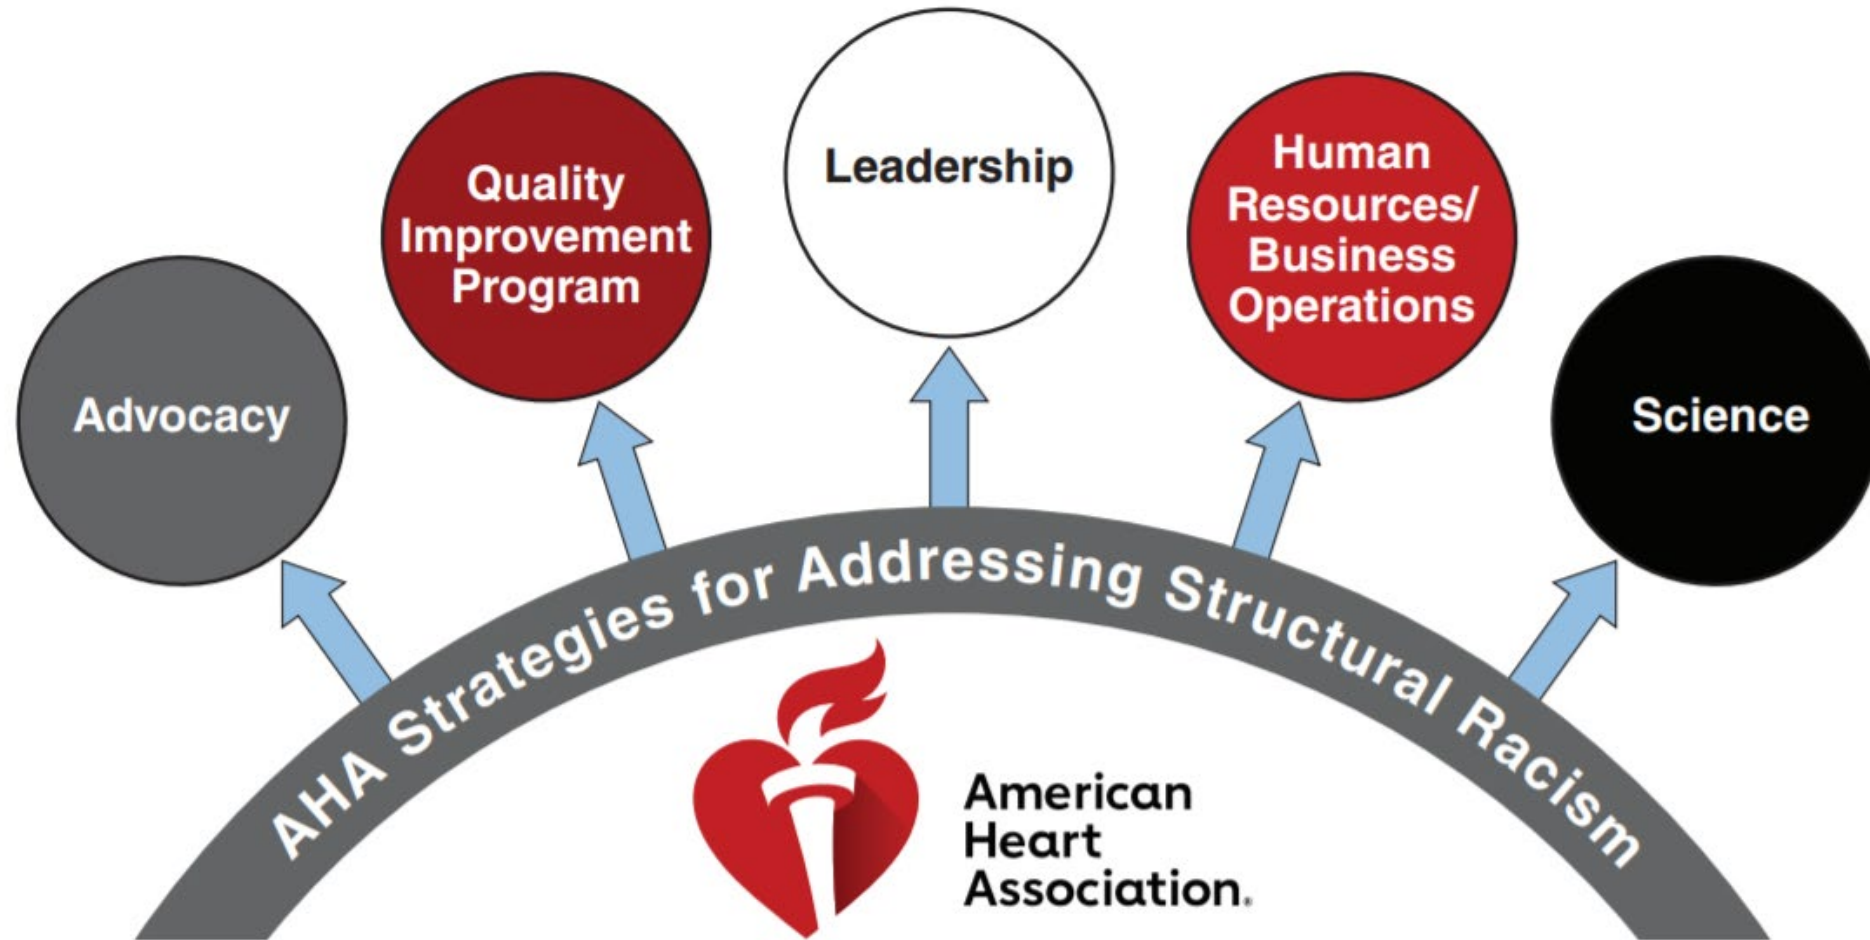 Advocacy
Quality
Improvement
Program
Leadership
Human
Resources/
Business
Operations
Science
AHA Strategies for Addressing Structural Racism
American
Heart
Association®